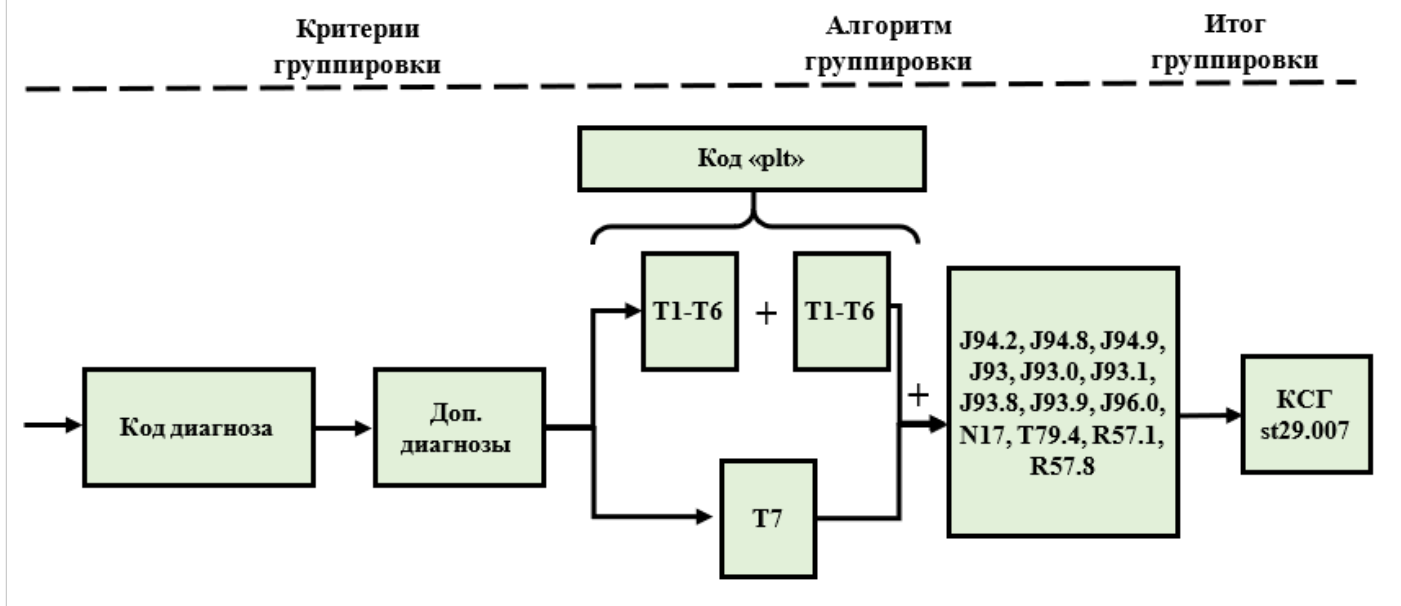 Критерии
группировки
Алгоритм
группировки
Итог
группировки
Код «plt»
T1-T6
+
T1-T6
Код диагноза
Доп.
диагнозы
+
T7
J94.2, J94.8, J94.9,
J93, J93.0, J93.1,
J93.8, J93.9, J96.0,
N17, T79.4, R57.1,
R57.8
КСГ
st29.007